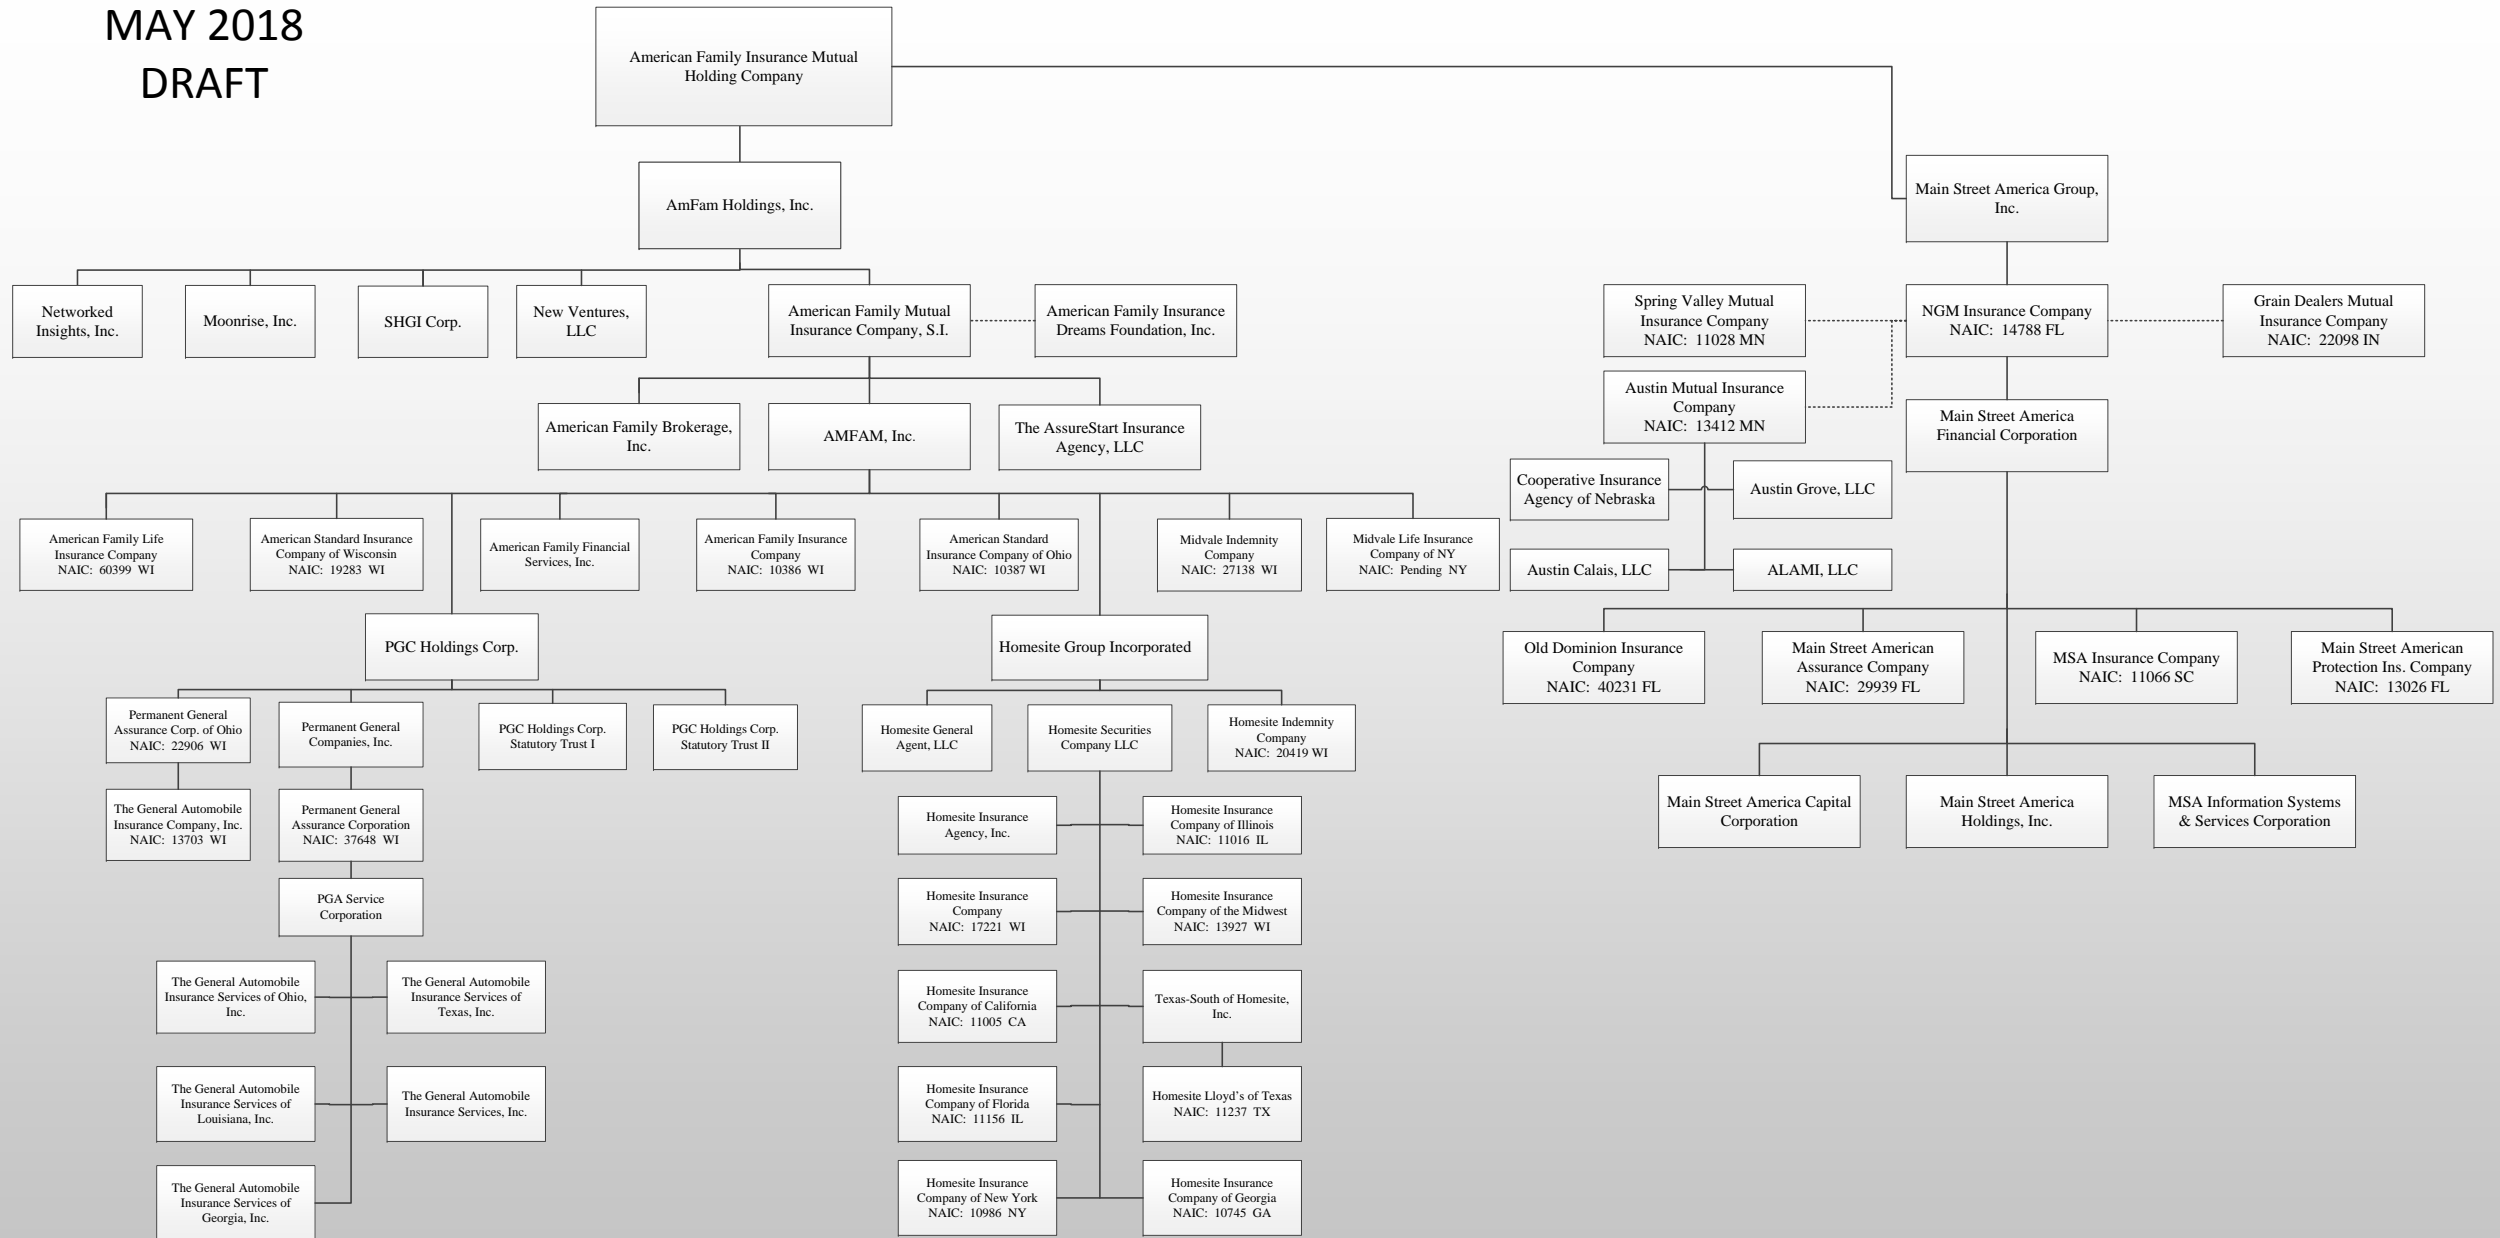 MAY 2018
DRAFT
American Family Insurance Mutual
Holding Company
AmFam Holdings, Inc.
Main Street America Group,
Inc.
Networked
Insights, Inc.
Moonrise, Inc.
SHGI Corp.
New Ventures,
LLC
American Family Mutual
Insurance Company, S.I.
American Family Insurance
Dreams Foundation, Inc.
Spring Valley Mutual
Insurance Company
NAIC:  11028 MN
NGM Insurance Company
NAIC:  14788 FL
Grain Dealers Mutual
Insurance Company
NAIC:  22098 IN
American Family Brokerage,
Inc.
AMFAM, Inc.
The AssureStart Insurance
Agency, LLC
Austin Mutual Insurance
Company
NAIC:  13412 MN
Main Street America
Financial Corporation
Cooperative Insurance
Agency of Nebraska
Austin Grove, LLC
Austin Calais, LLC
ALAMI, LLC
American Family Life
Insurance Company
NAIC:  60399  WI
American Standard Insurance
Company of Wisconsin
NAIC:  19283  WI
American Family Financial
Services, Inc.
American Family Insurance
Company
NAIC:  10386  WI
American Standard
Insurance Company of Ohio
NAIC:  10387 WI
Midvale Indemnity
Company
NAIC:  27138  WI
Midvale Life Insurance
Company of NY
NAIC:  Pending  NY
PGC Holdings Corp.
Homesite Group Incorporated
Old Dominion Insurance
Company
NAIC:  40231 FL
Main Street American
Assurance Company
NAIC:  29939 FL
MSA Insurance Company
NAIC:  11066 SC
Main Street American
Protection Ins. Company
NAIC:  13026 FL
Permanent General
Assurance Corp. of Ohio
NAIC:  22906  WI
Permanent General
Companies, Inc.
PGC Holdings Corp.
Statutory Trust I
PGC Holdings Corp.
Statutory Trust II
Homesite General
Agent, LLC
Homesite Securities
Company LLC
Homesite Indemnity
Company
NAIC:  20419 WI
The General Automobile
Insurance Company, Inc.
NAIC:  13703  WI
Permanent General
Assurance Corporation
NAIC:  37648  WI
Homesite Insurance
Agency, Inc.
Homesite Insurance
Company of Illinois
NAIC:  11016  IL
Main Street America Capital
Corporation
Main Street America
Holdings, Inc.
MSA Information Systems
& Services Corporation
PGA Service
Corporation
Homesite Insurance
Company
NAIC:  17221  WI
Homesite Insurance
Company of the Midwest
NAIC:  13927  WI
The General Automobile
Insurance Services of Ohio,
Inc.
The General Automobile
Insurance Services of
Texas, Inc.
Homesite Insurance
Company of California
NAIC:  11005  CA
Texas-South of Homesite,
Inc.
The General Automobile
Insurance Services of
Louisiana, Inc.
The General Automobile
Insurance Services, Inc.
Homesite Insurance
Company of Florida
NAIC:  11156  IL
Homesite Lloyd’s of Texas
NAIC:  11237  TX
The General Automobile
Insurance Services of
Georgia, Inc.
Homesite Insurance
Company of New York
NAIC:  10986  NY
Homesite Insurance
Company of Georgia
NAIC:  10745  GA